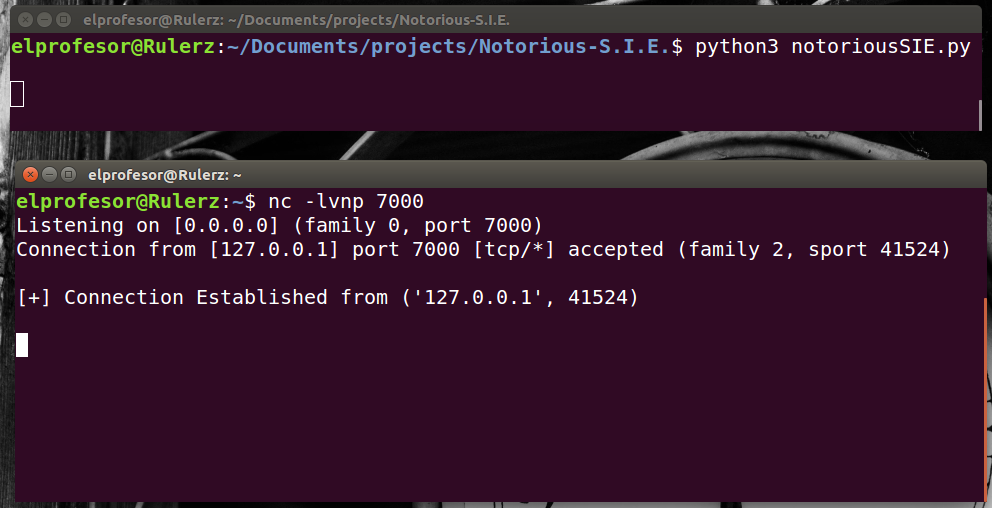 elprofesor@Rulerz: ~/Documents/projects/Notorious-S.I.E.
elprofesor@Rulerz:~/Documents/projects/Notorious-S.I.E.$ python3 notoriousSIE.py
elprofesor@Rulerz: ~
elprofesor@Rulerz:~$ nc -lvnp 7000
Listening on [0.0.0.0] (family 0, port 7000)
Connection from [127.0.0.1] port 7000 [tcp/*] accepted (family 2, sport 41524)
[+] Connection Established from ('127.0.0.1', 41524)